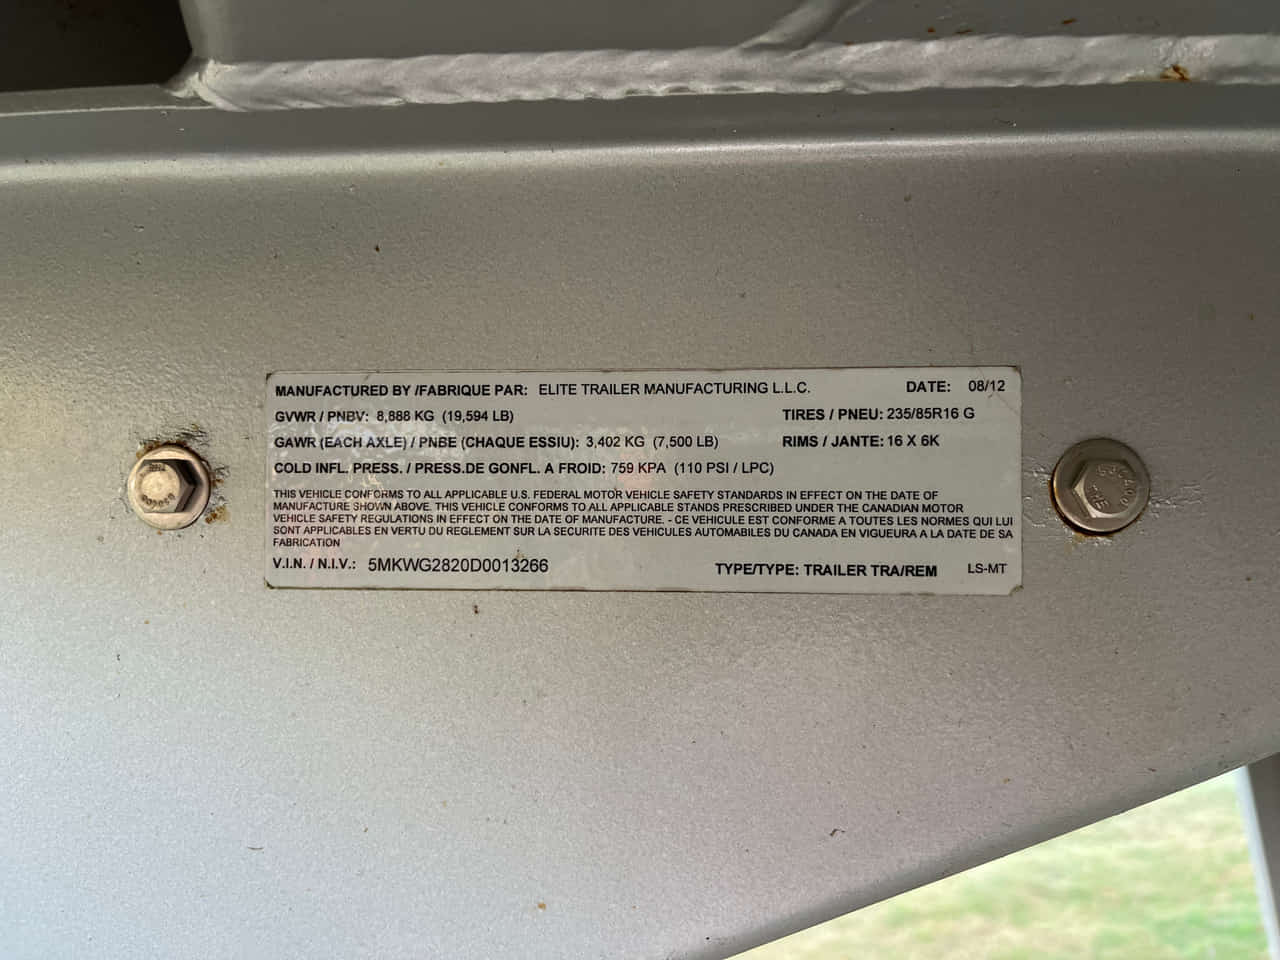 MANUFACTURED BY /FABRIQUE PAR: ELITE TRAILER MANUFACTURING L.L.C. DATE: 08/12
GVWR / PNBV: 8,888 KG (19,594 LB) TIRES / PNEU: 235/85R16 G
GAWR (EACH AXLE) / PNBE (CHAQUE ESSIU): 3,402 KG (7,500 LB) RIMS / JANTE: 16 X 6K
COLD INFL. PRESS. / PRESS.DE GONFL. A FROID: 759 KPA (110 PSI / LPC)
THIS VEHICLE CONFORMS TO ALL APPLICABLE U.S. FEDERAL MOTOR VEHICLE SAFETY STANDARDS IN EFFECT ON THE DATE OF
MANUFACTURE SHOWN ABOVE. THIS VEHICLE CONFORMS TO ALL APPLICABLE STANDS PRESCRIBED UNDER THE CANADIAN MOTOR
VEHICLE SAFETY REGULATIONS IN EFFECT ON THE DATE OF MANUFACTURE. - CE VEHICULE EST CONFORME A TOUTES LES NORMES QUI LUI
SONT APPLICABLES EN VERTU DU REGLEMENT SUR LA SECURITE DES VEHICULES AUTOMOBILES DU CANADA EN VIGUEURA A LA DATE DE SA
FABRICATION
V.I.N. / N.I.V.: 5MKWG2820D0013266 TYPE/TYPE: TRAILER TRA/REM LS-MT